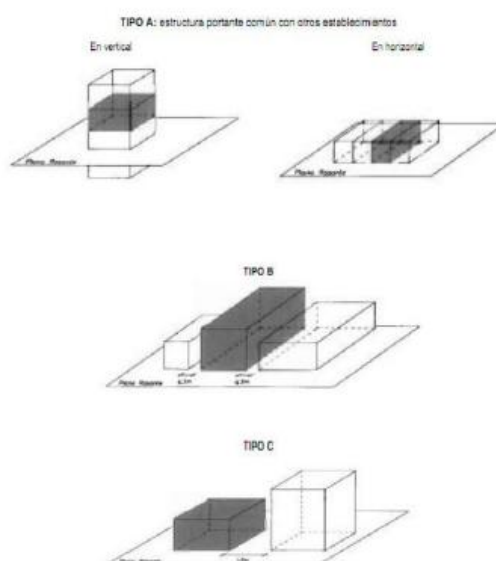 TIPO A: estructura portante común con otros establecimientos
En vertical
En horizontal
Plano Rasante
Plano Rasante
TIPO B
Plano Rasante
TIPO C